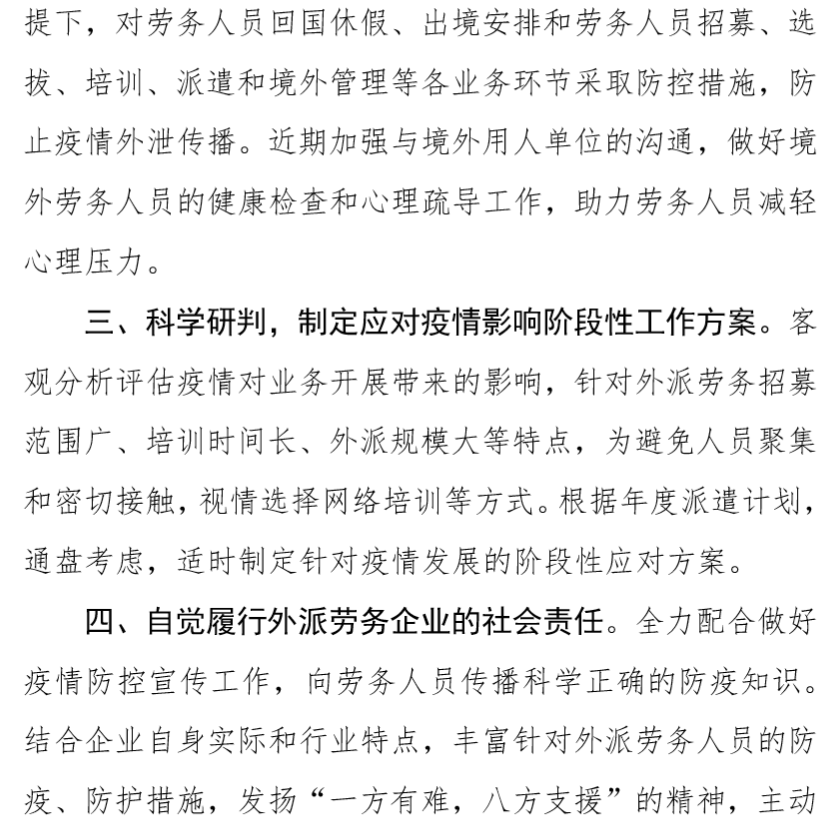 提下，对劳务人员回国休假、出境安排和劳务人员招募、选
拔、培训、派遣和境外管理等各业务环节采取防控措施，防
止疫情外泄传播。近期加强与境外用人单位的沟通，做好境
外劳务人员的健康检查和心理疏导工作，助力劳务人员减轻
心理压力。
三、科学研判，制定应对疫情影响阶段性工作方案。客
观分析评估疫情对业务开展带来的影响，针对外派劳务招募
范围广、培训时间长、外派规模大等特点，为避免人员聚集
和密切接触，视情选择网络培训等方式。根据年度派遣计划，
通盘考虑，适时制定针对疫情发展的阶段性应对方案。
四、自觉履行外派劳务企业的社会责任。全力配合做好
疫情防控宣传工作，向劳务人员传播科学正确的防疫知识。
结合企业自身实际和行业特点，丰富针对外派劳务人员的防
疫、防护措施，发扬“一方有难，八方支援”的精神，主动